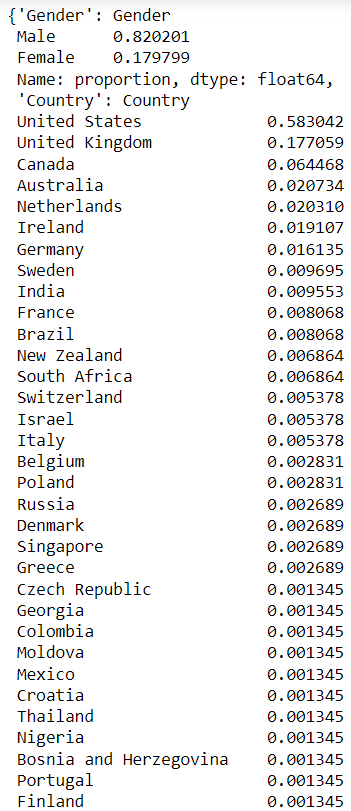 {'Gender': Gender
Male 0.820201
Female 0.179799
Name: proportion, dtype: float64,
'Country': Country
United States 0.583042
United Kingdom 0.177059
Canada 0.064468
Australia 0.020734
Netherlands 0.020310
Ireland 0.019107
Germany 0.016135
Sweden 0.009695
India 0.009553
France 0.008068
Brazil 0.008068
New Zealand 0.006864
South Africa 0.006864
Switzerland 0.005378
Israel 0.005378
Italy 0.005378
Belgium 0.002831
Poland 0.002831
Russia 0.002689
Denmark 0.002689
Singapore 0.002689
Greece 0.002689
Czech Republic 0.001345
Georgia 0.001345
Colombia 0.001345
Moldova 0.001345
Mexico 0.001345
Croatia 0.001345
Thailand 0.001345
Nigeria 0.001345
Bosnia and Herzegovina 0.001345
Portugal 0.001345
Finland 0.001345